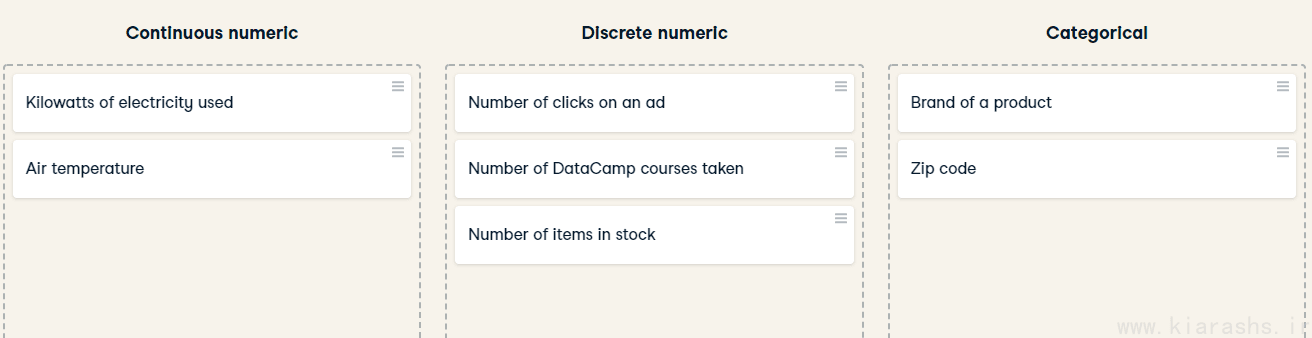 Continuous numeric
Kilowatts of electricity used
Air temperature
Discrete numeric
Number of clicks on an ad
Number of DataCamp courses taken
Number of items in stock
Categorical
Brand of a product
Zip code
www.kiarashs.ir